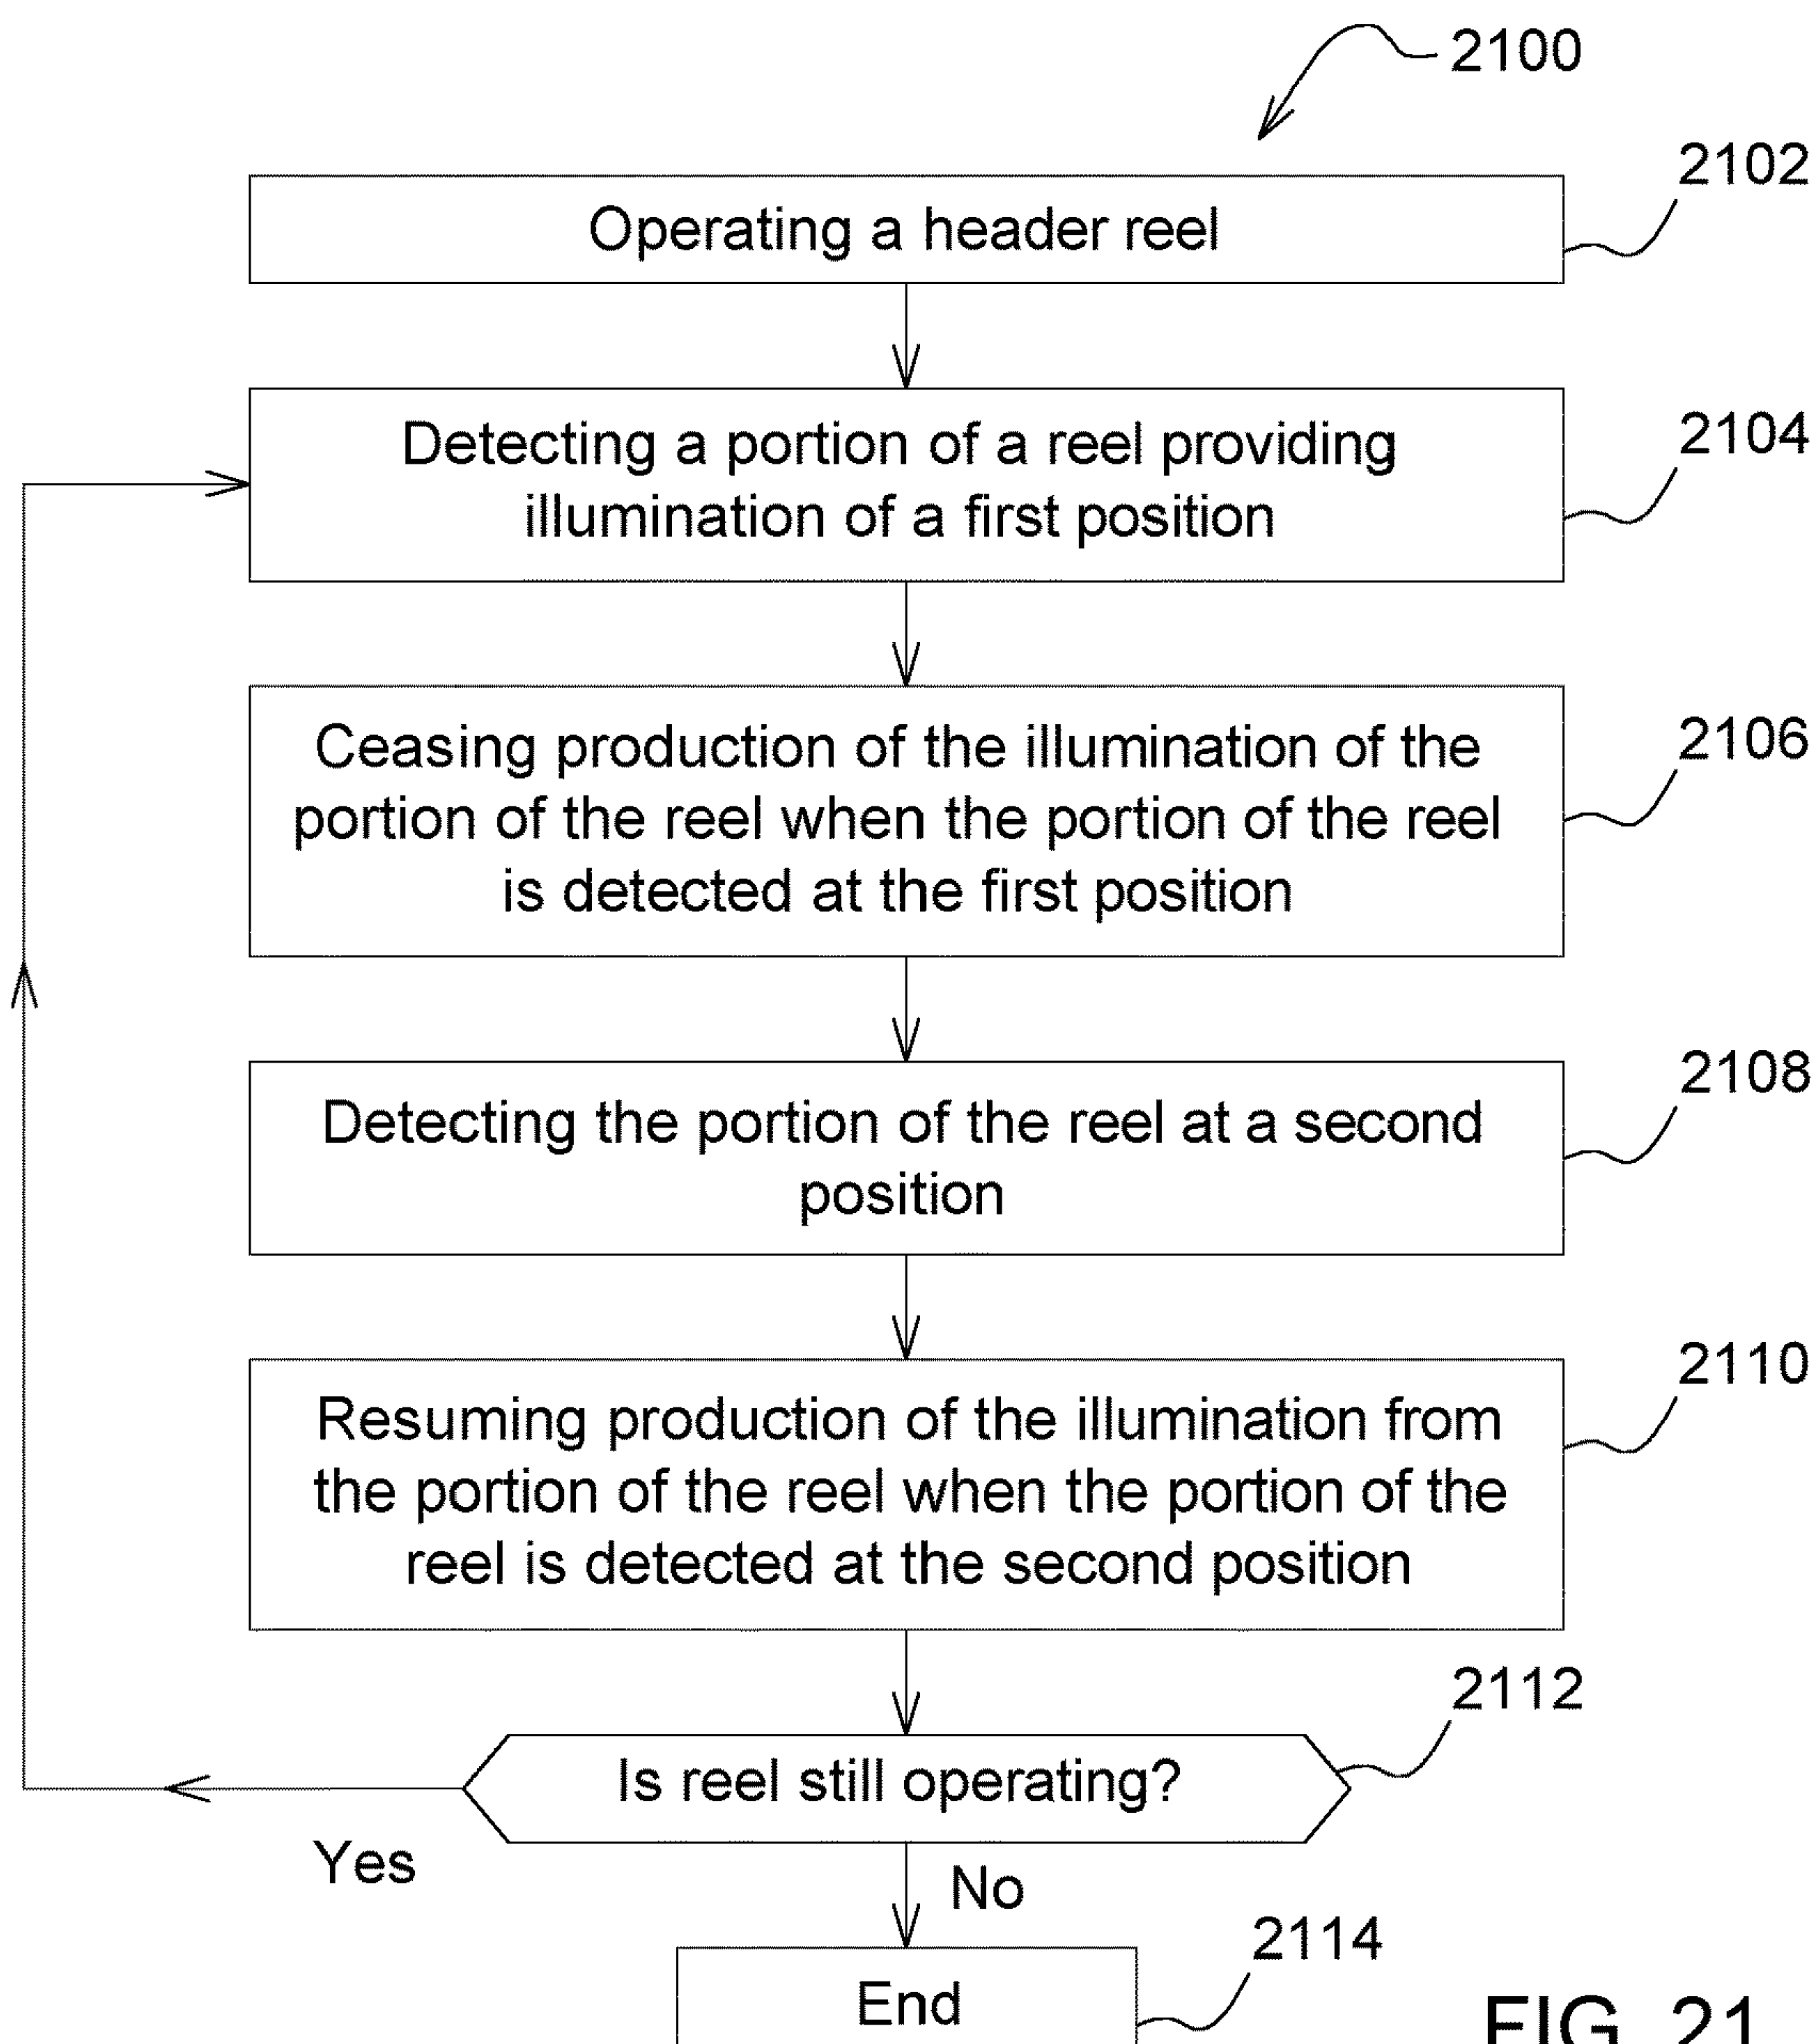 2100
2102
Operating a header reel
2104
Detecting a portion of a reel providing
illumination of a first position
2106
Ceasing production of the illumination of the
portion of the reel when the portion of the reel
is detected at the first position
2108
Detecting the portion of the reel at a second
position
2110
Resuming production of the illumination from
the portion of the reel when the portion of the
reel is detected at the second position
2112
Is reel still operating?
Yes
No
2114
End
FIG. 21